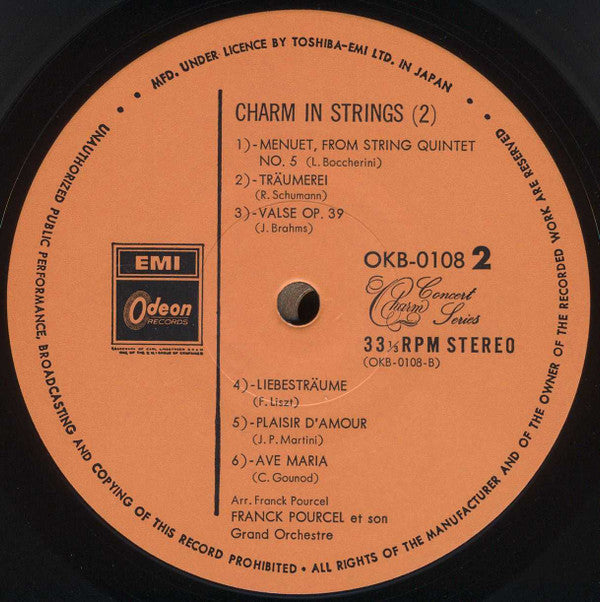 • MFD. UNDER LICENCE BY TOSHIBA-EMI LTD. IN JAPAN •
CHARM IN STRINGS (2)
1)-MENUET, FROM STRING QUINTET
NO. 5 (L. Boccherini)
2)-TRÄUMEREI
(R. Schumann)
3)-VALSE OP. 39
(J. Brahms)
EMI
Odeon
RECORDS
OKB-0108 2
Charm Concert
Series
33 1/3 RPM STEREO
(OKB-0108-B)
4)-LIEBESTRÄUME
(F. Liszt)
5)-PLAISIR D'AMOUR
(J. P. Martini)
6)-AVE MARIA
(C. Gounod)
Arr. Franck Pourcel
FRANCK POURCEL et son
Grand Orchestre
UNAUTHORIZED PUBLIC PERFORMANCE, BROADCASTING AND COPYING OF THIS RECORD PROHIBITED • ALL RIGHTS OF THE MANUFACTURER AND OF THE OWNER OF THE RECORDED WORK ARE RESERVED